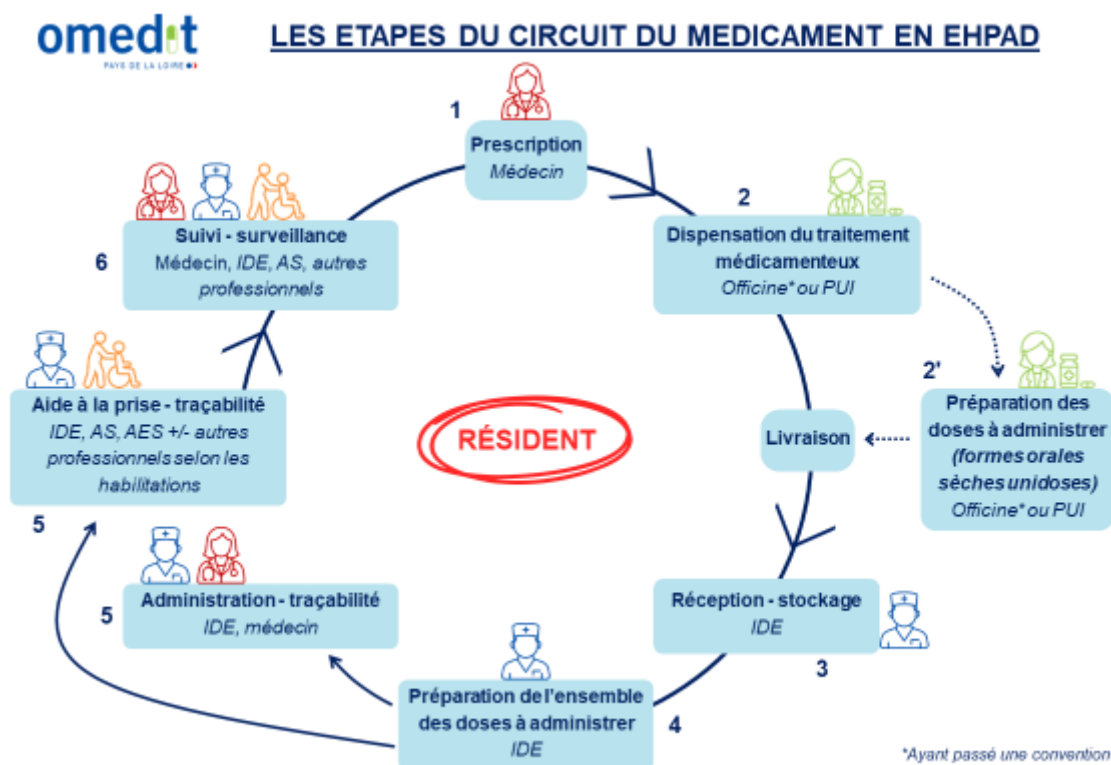 omedit
PAYS DE LA LOIRE
LES ETAPES DU CIRCUIT DU MEDICAMENT EN EHPAD
1
Prescription
Médecin
2
Dispensation du traitement
médicamenteux
Officine* ou PUI
2'
Préparation des
doses à administrer
(formes orales
sèches unidoses)
Officine* ou PUI
Livraison
Réception - stockage
IDE
3
Préparation de l'ensemble
des doses à administrer
IDE
4
Administration - traçabilité
IDE, médecin
5
Aide à la prise - traçabilité
IDE, AS, AES +/- autres
professionnels selon les
habilitations
5
Suivi - surveillance
Médecin, IDE, AS, autres
professionnels
6
RÉSIDENT
*Ayant passé une convention